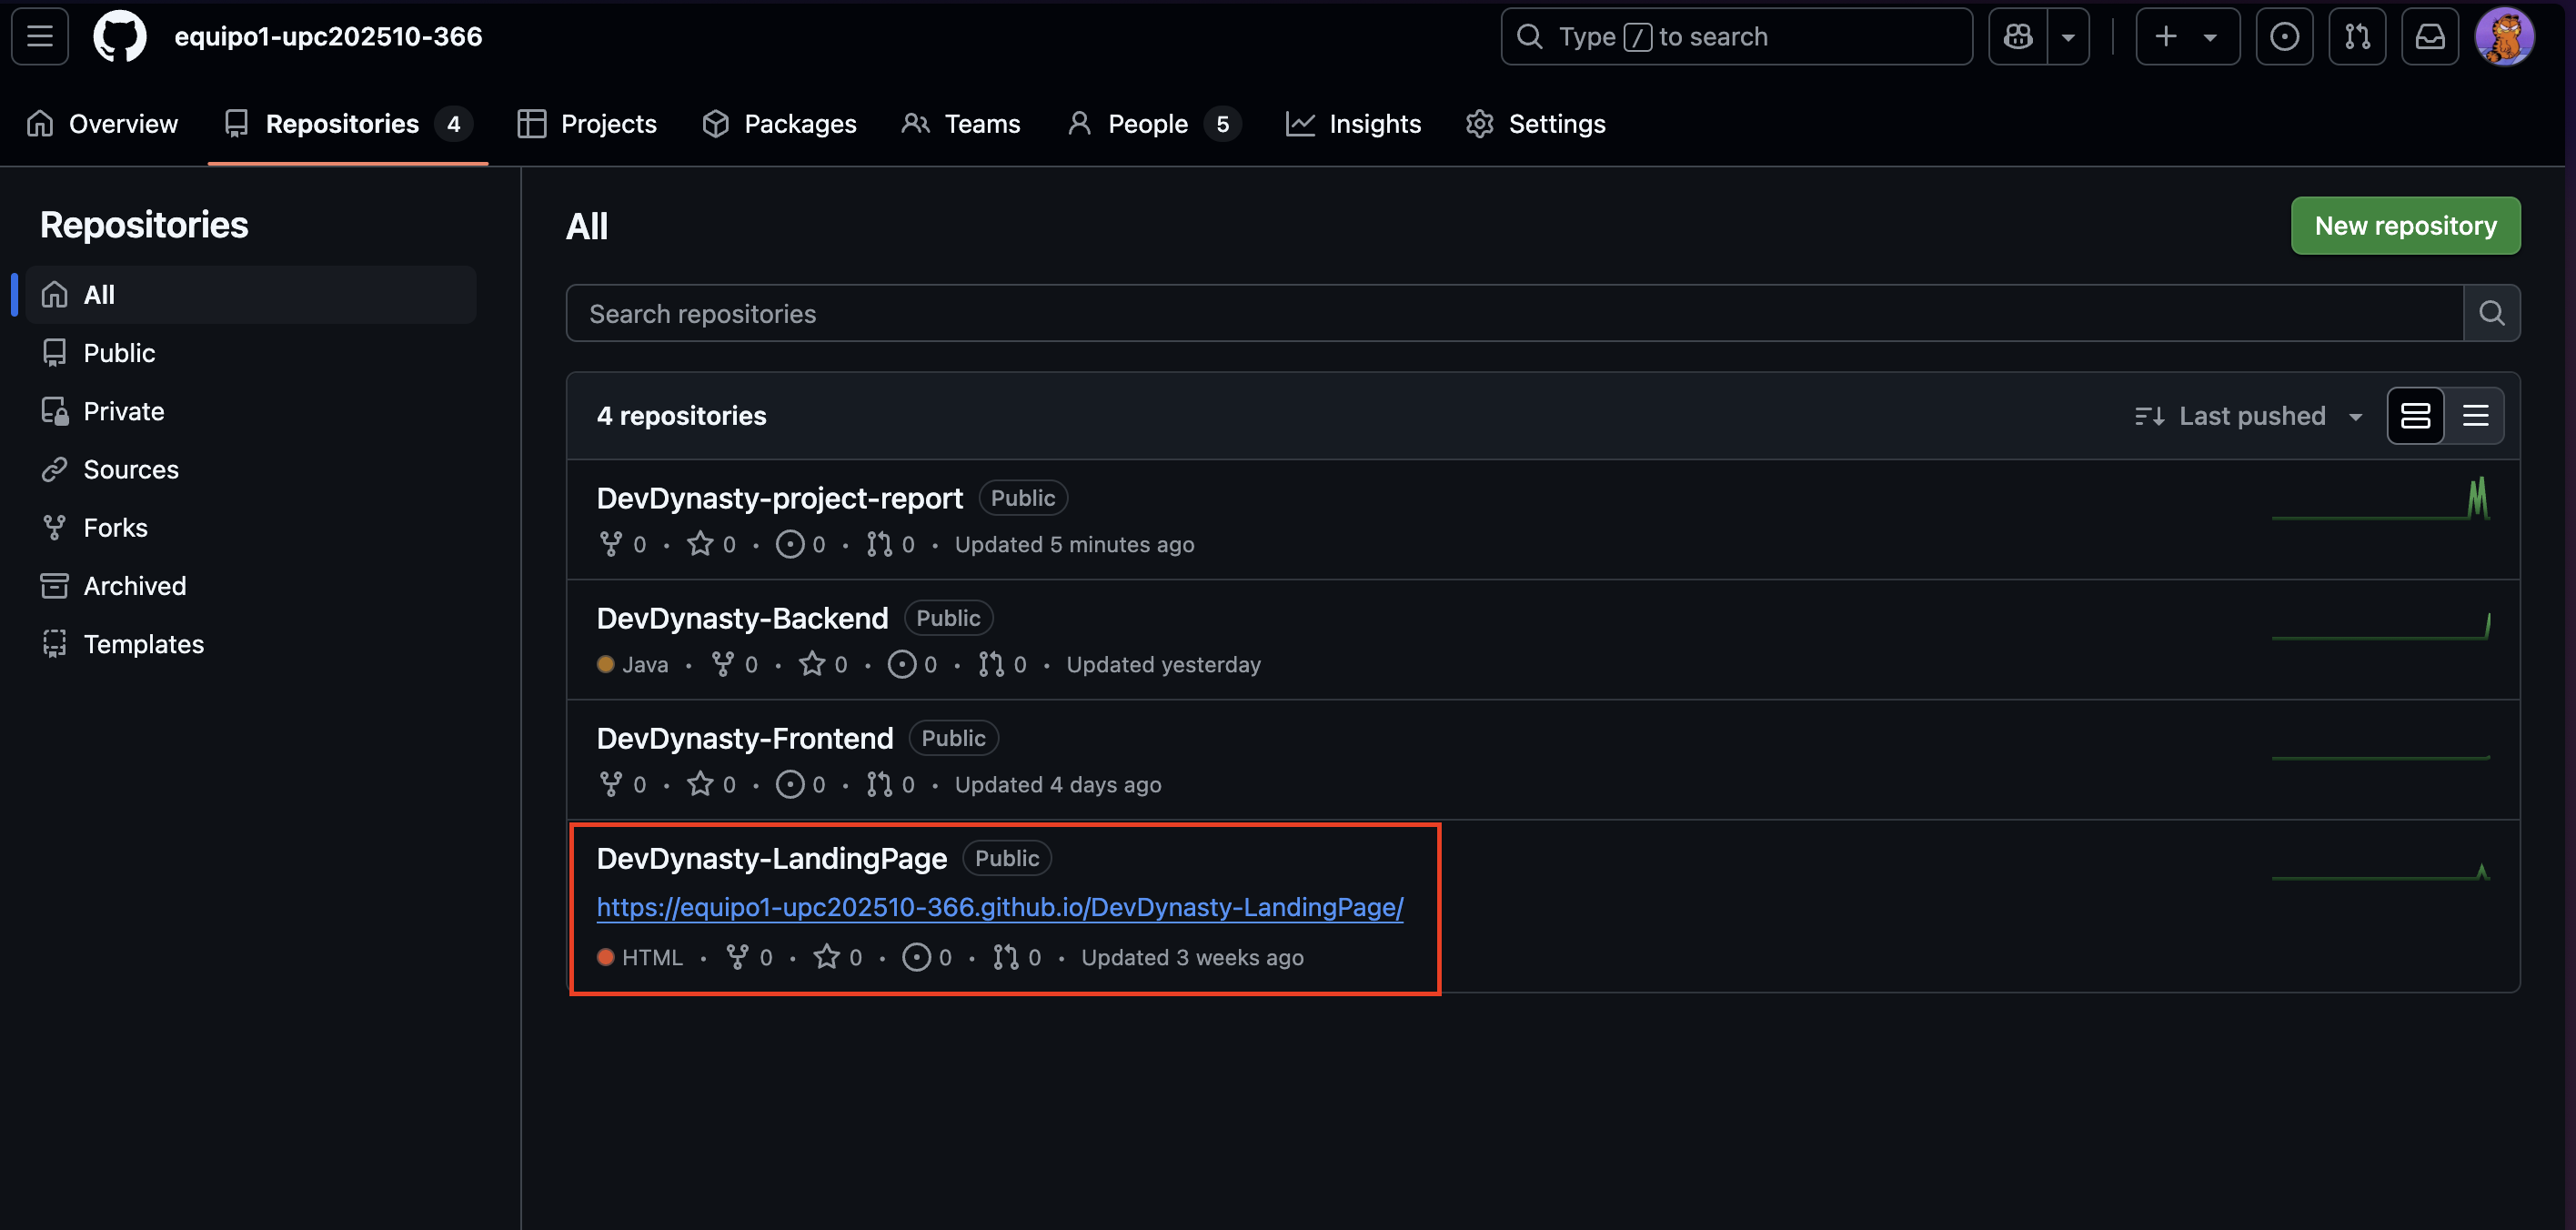 equipo1-upc202510-366
Type / to search
Overview
Repositories 4
Projects
Packages
Teams
People 5
Insights
Settings
Repositories
All
Public
Private
Sources
Forks
Archived
Templates
All
New repository
Search repositories
4 repositories
Last pushed
DevDynasty-project-report Public
0 · 0 · 0 · 0 · Updated 5 minutes ago
DevDynasty-Backend Public
Java · 0 · 0 · 0 · 0 · Updated yesterday
DevDynasty-Frontend Public
0 · 0 · 0 · 0 · Updated 4 days ago
DevDynasty-LandingPage Public
https://equipo1-upc202510-366.github.io/DevDynasty-LandingPage/
HTML · 0 · 0 · 0 · 0 · Updated 3 weeks ago